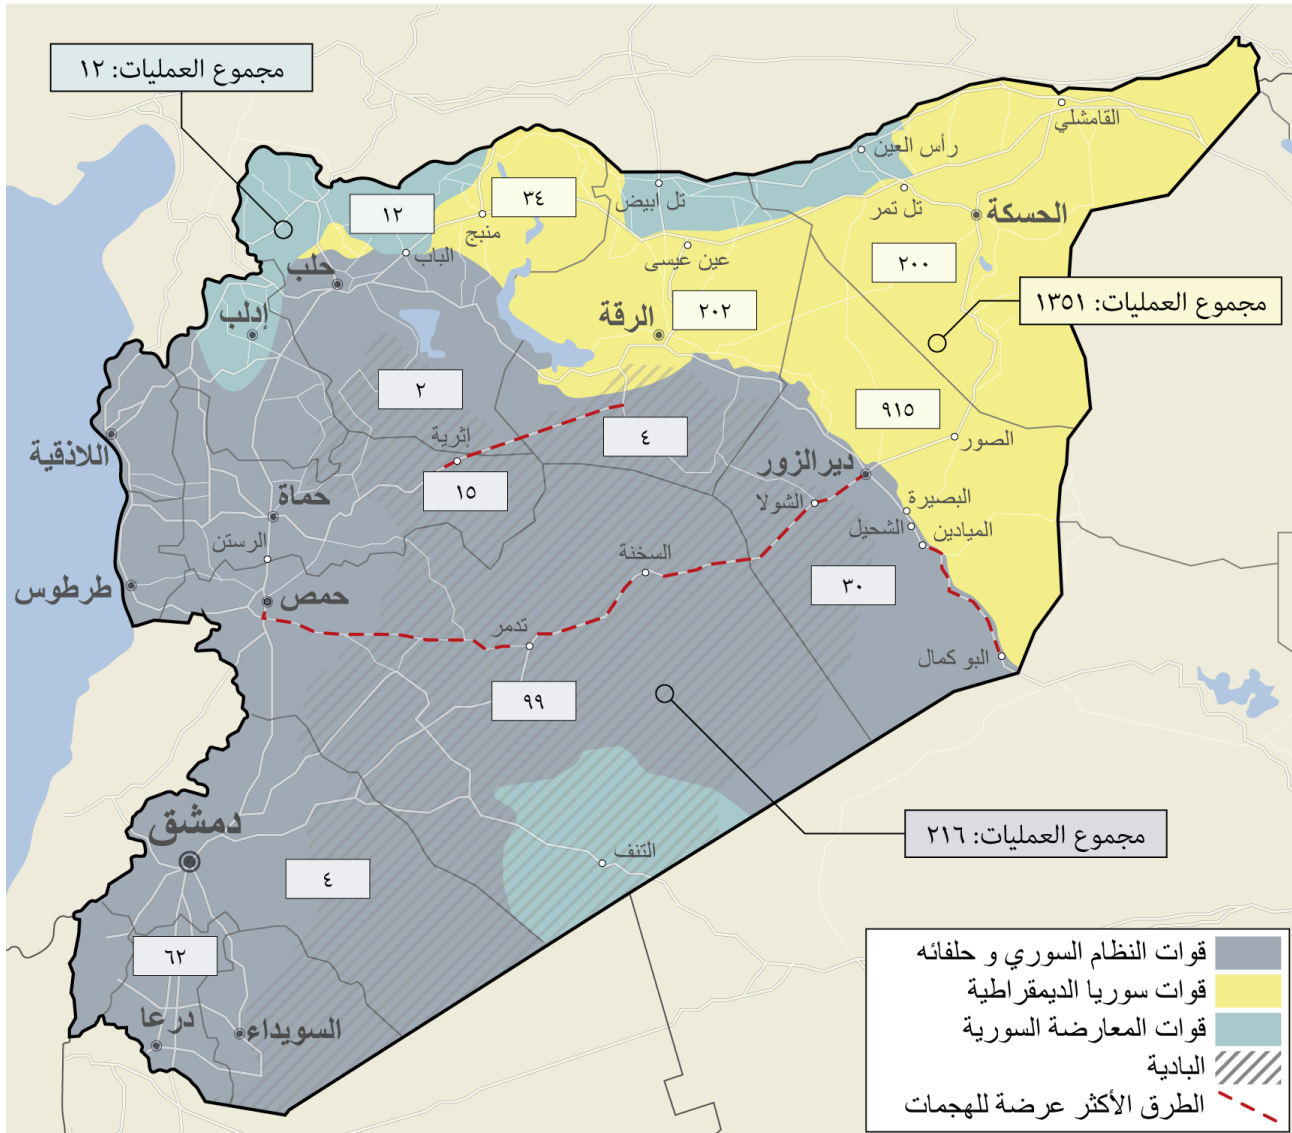 مجموع العمليات: ١٢
القامشلي
رأس العين
٣٤
تل أبيض
تل تمر
١٢
منبج
الحسكة
الباب
عين عيسى
٢٠٠
حلب
مجموع العمليات: ١٣٥١
إدلب
الرقة
٢٠٢
٢
٩١٥
إثرية
٤
الصور
اللاذقية
ديرالزور
١٥
حماة
الشولا
البصيرة
الشحيل
الميادين
الرستن
السخنة
طرطوس
حمص
٣٠
تدمر
البو كمال
٩٩
دمشق
مجموع العمليات: ٢١٦
التنف
٤
٦٢
درعا
السويداء
قوات النظام السوري و حلفائه
قوات سوريا الديمقراطية
قوات المعارضة السورية
البادية
الطرق الأكثر عرضة للهجمات